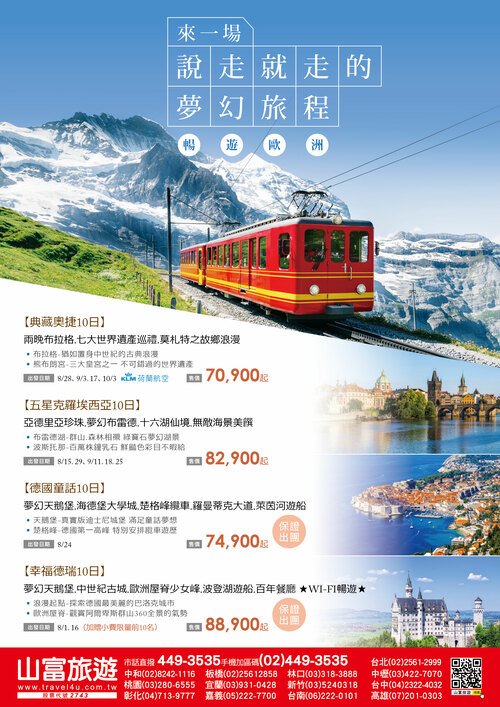 來一場
說走就走的
夢幻旅程
暢遊歐洲
【典藏奧捷10日】
兩晚布拉格.七大世界遺產巡禮.莫札特之故鄉浪漫
• 布拉格-猶如置身中世紀的古典浪漫
• 熊布朗宮-三大皇宮之一 不可錯過的世界遺產
出發日期 8/28. 9/3. 17. 10/3 KLM 荷蘭航空 售價 70,900起
【五星克羅埃西亞10日】
亞德里亞珍珠.夢幻布雷德.十六湖仙境.無敵海景美饌
• 布雷德湖-群山.森林相襯 綠寶石夢幻湖景
• 波斯托那-百萬株鐘乳石 鮮豔色彩目不暇給
出發日期 8/15. 29. 9/11. 18. 25 售價 82,900起
【德國童話10日】
夢幻天鵝堡.海德堡大學城.楚格峰纜車.羅曼蒂克大道.萊茵河遊船
• 天鵝堡-真實版迪士尼城堡 滿足童話夢想
• 楚格峰-德國第一高峰 特別安排纜車遊歷
出發日期 8/24 售價 74,900起
保證
出團
【幸福德瑞10日】
夢幻天鵝堡.中世紀古城.歐洲屋脊少女峰.波登湖遊船.百年餐廳 ★WI-FI暢遊★
• 浪漫起點-探索德國最美麗的巴洛克城市
• 歐洲屋脊-觀賞阿爾卑斯群山360全景的氣勢
出發日期 8/1. 16 (加贈小費限量前10名) 售價 88,900起
保證
出團
山富旅遊
www.travel4u.com.tw
股票代號 2743
市話直撥 449-3535 手機加區碼(02)449-3535
中和(02)8242-1116 板橋(02)25612858 林口(03)318-3888
桃園(03)280-6555 宜蘭(03)931-0428 新竹(03)5240318
彰化(04)713-9777 嘉義(05)222-7700 台南(06)222-0101
台北(02)2561-2999
中壢(03)422-7070
台中(04)2322-4032
高雄(07)201-0303